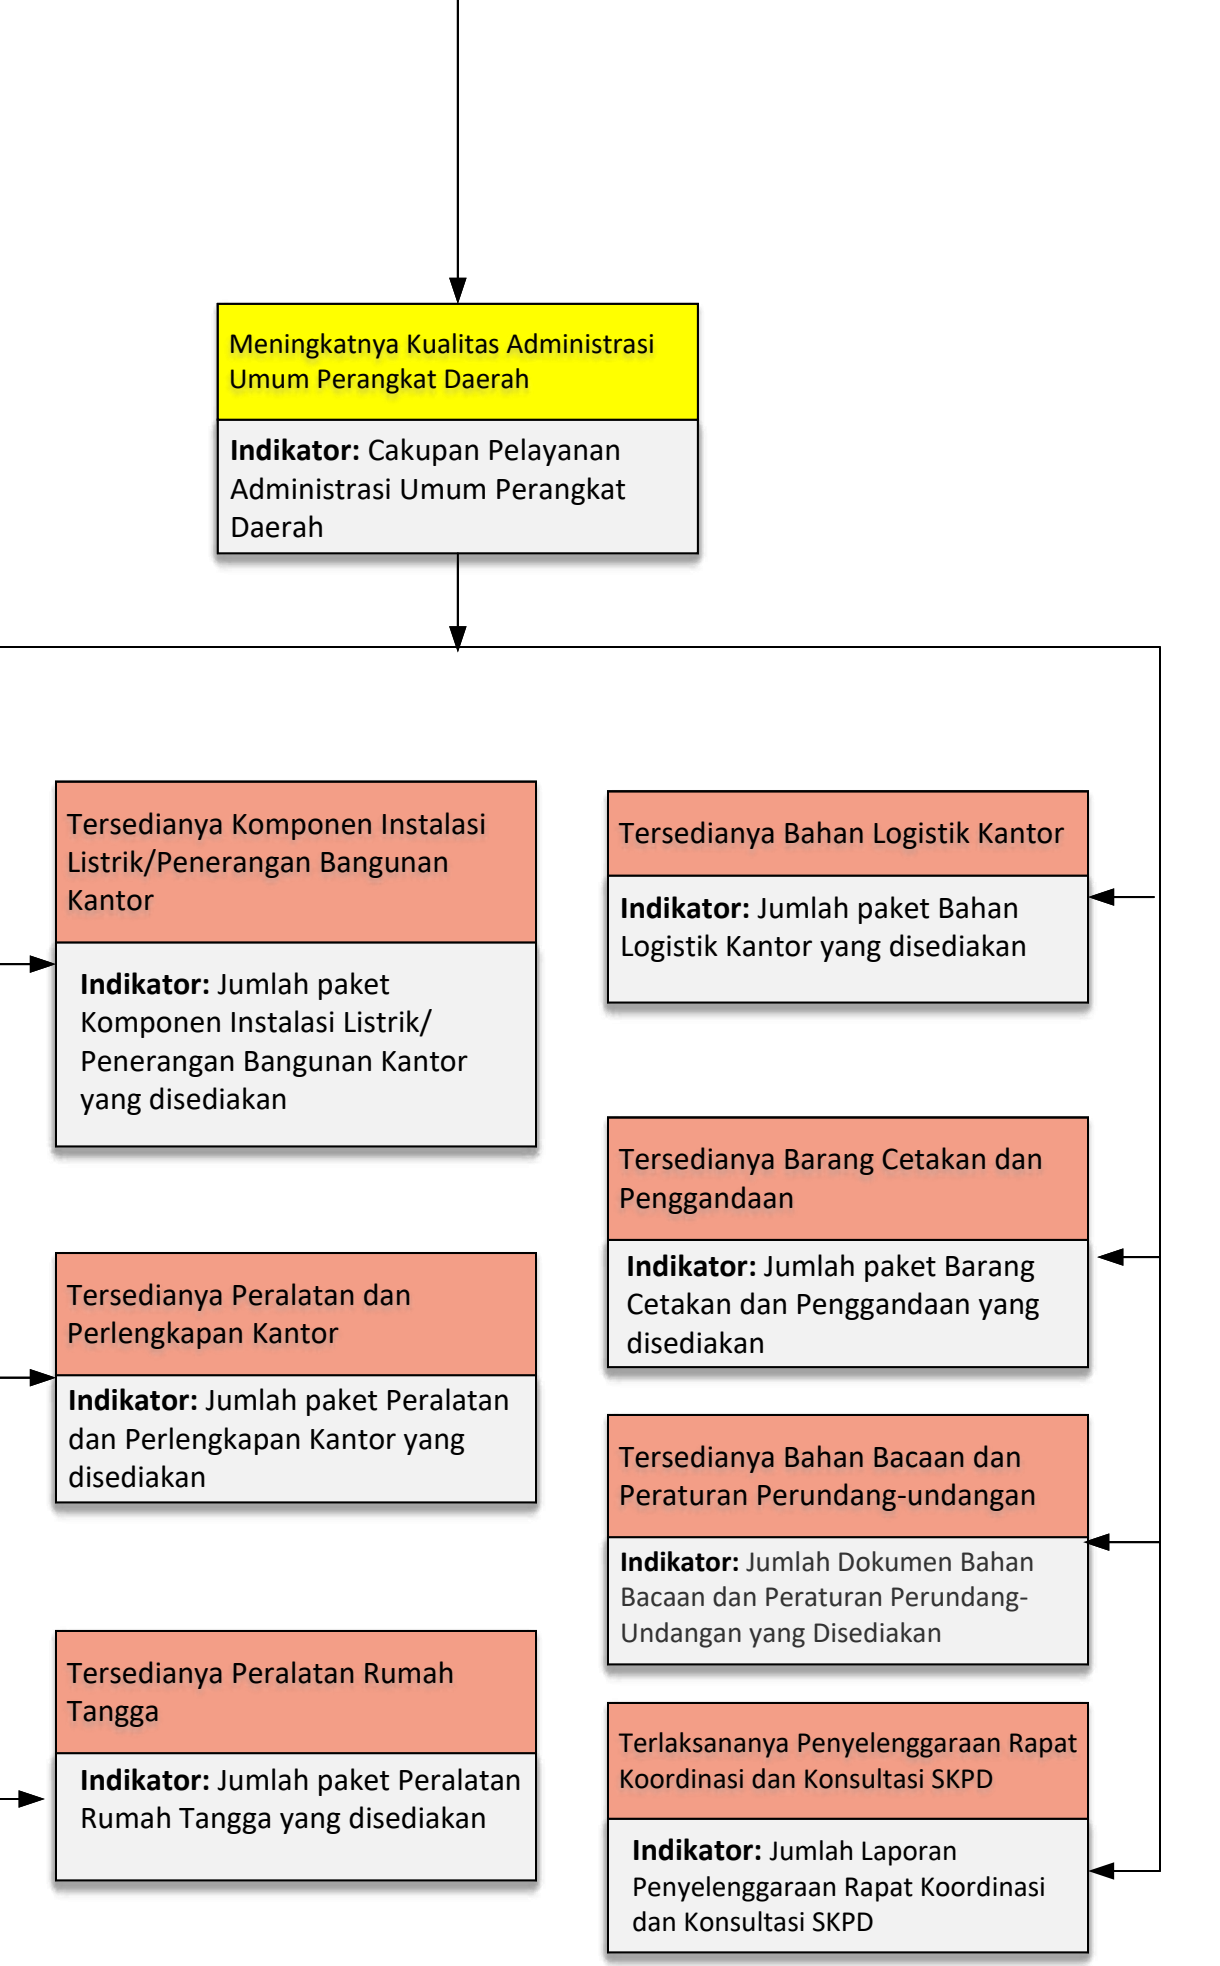 Meningkatnya Kualitas Administrasi
Umum Perangkat Daerah
Indikator: Cakupan Pelayanan
Administrasi Umum Perangkat
Daerah
Tersedianya Komponen Instalasi
Listrik/Penerangan Bangunan
Kantor
Indikator: Jumlah paket
Komponen Instalasi Listrik/
Penerangan Bangunan Kantor
yang disediakan
Tersedianya Peralatan dan
Perlengkapan Kantor
Indikator: Jumlah paket Peralatan
dan Perlengkapan Kantor yang
disediakan
Tersedianya Peralatan Rumah
Tangga
Indikator: Jumlah paket Peralatan
Rumah Tangga yang disediakan
Tersedianya Bahan Logistik Kantor
Indikator: Jumlah paket Bahan
Logistik Kantor yang disediakan
Tersedianya Barang Cetakan dan
Penggandaan
Indikator: Jumlah paket Barang
Cetakan dan Penggandaan yang
disediakan
Tersedianya Bahan Bacaan dan
Peraturan Perundang-undangan
Indikator: Jumlah Dokumen Bahan
Bacaan dan Peraturan Perundang-
Undangan yang Disediakan
Terlaksananya Penyelenggaraan Rapat
Koordinasi dan Konsultasi SKPD
Indikator: Jumlah Laporan
Penyelenggaraan Rapat Koordinasi
dan Konsultasi SKPD